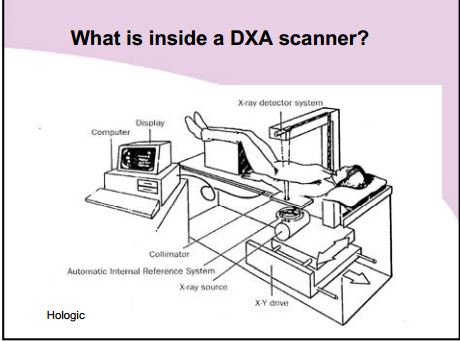 What is inside a DXA scanner?
X-ray detector system
Display
Computer
Collimator
Automatic Internal Reference System
X-ray source
X-Y drive
Hologic